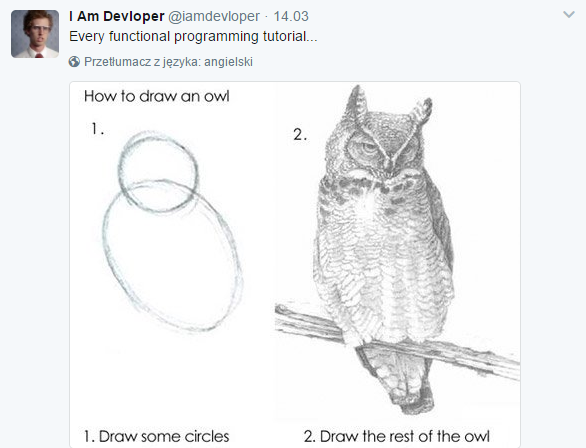 I Am Devloper @iamdevloper · 14.03
Every functional programming tutorial...
Przetłumacz z języka: angielski
How to draw an owl
1.
2.
1. Draw some circles
2. Draw the rest of the owl